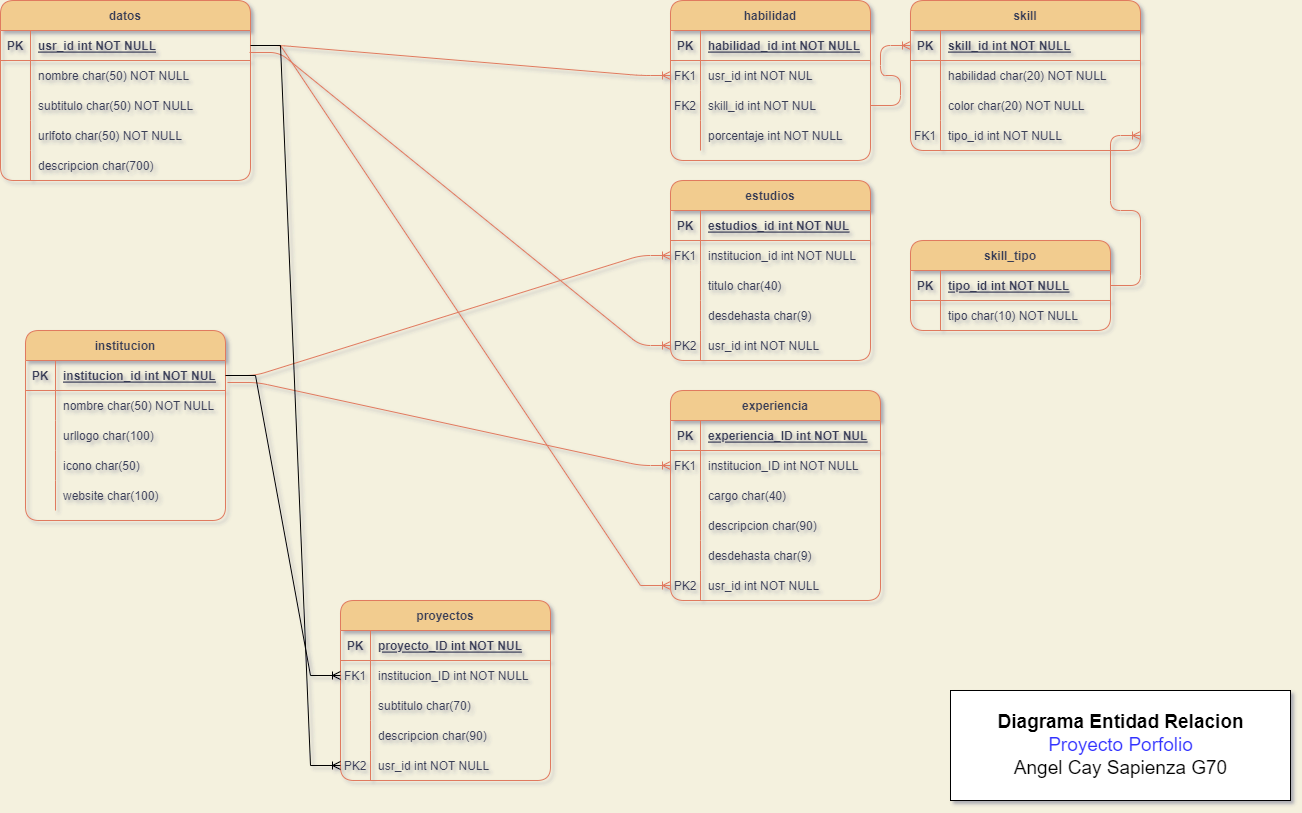 datos
PK usr_id int NOT NULL
nombre char(50) NOT NULL
subtitulo char(50) NOT NULL
urlfoto char(50) NOT NULL
descripcion char(700)
habilidad
PK habilidad_id int NOT NULL
FK1 usr_id int NOT NUL
FK2 skill_id int NOT NUL
porcentaje int NOT NULL
skill
PK skill_id int NOT NULL
habilidad char(20) NOT NULL
color char(20) NOT NULL
FK1 tipo_id int NOT NULL
estudios
PK estudios_id int NOT NUL
FK1 institucion_id int NOT NULL
titulo char(40)
desdehasta char(9)
PK2 usr_id int NOT NULL
skill_tipo
PK tipo_id int NOT NULL
tipo char(10) NOT NULL
institucion
PK institucion_id int NOT NUL
nombre char(50) NOT NULL
urllogo char(100)
icono char(50)
website char(100)
experiencia
PK experiencia_ID int NOT NUL
FK1 institucion_ID int NOT NULL
cargo char(40)
descripcion char(90)
desdehasta char(9)
PK2 usr_id int NOT NULL
proyectos
PK proyecto_ID int NOT NUL
FK1 institucion_ID int NOT NULL
subtitulo char(70)
descripcion char(90)
PK2 usr_id int NOT NULL
Diagrama Entidad Relacion
Proyecto Porfolio
Angel Cay Sapienza G70